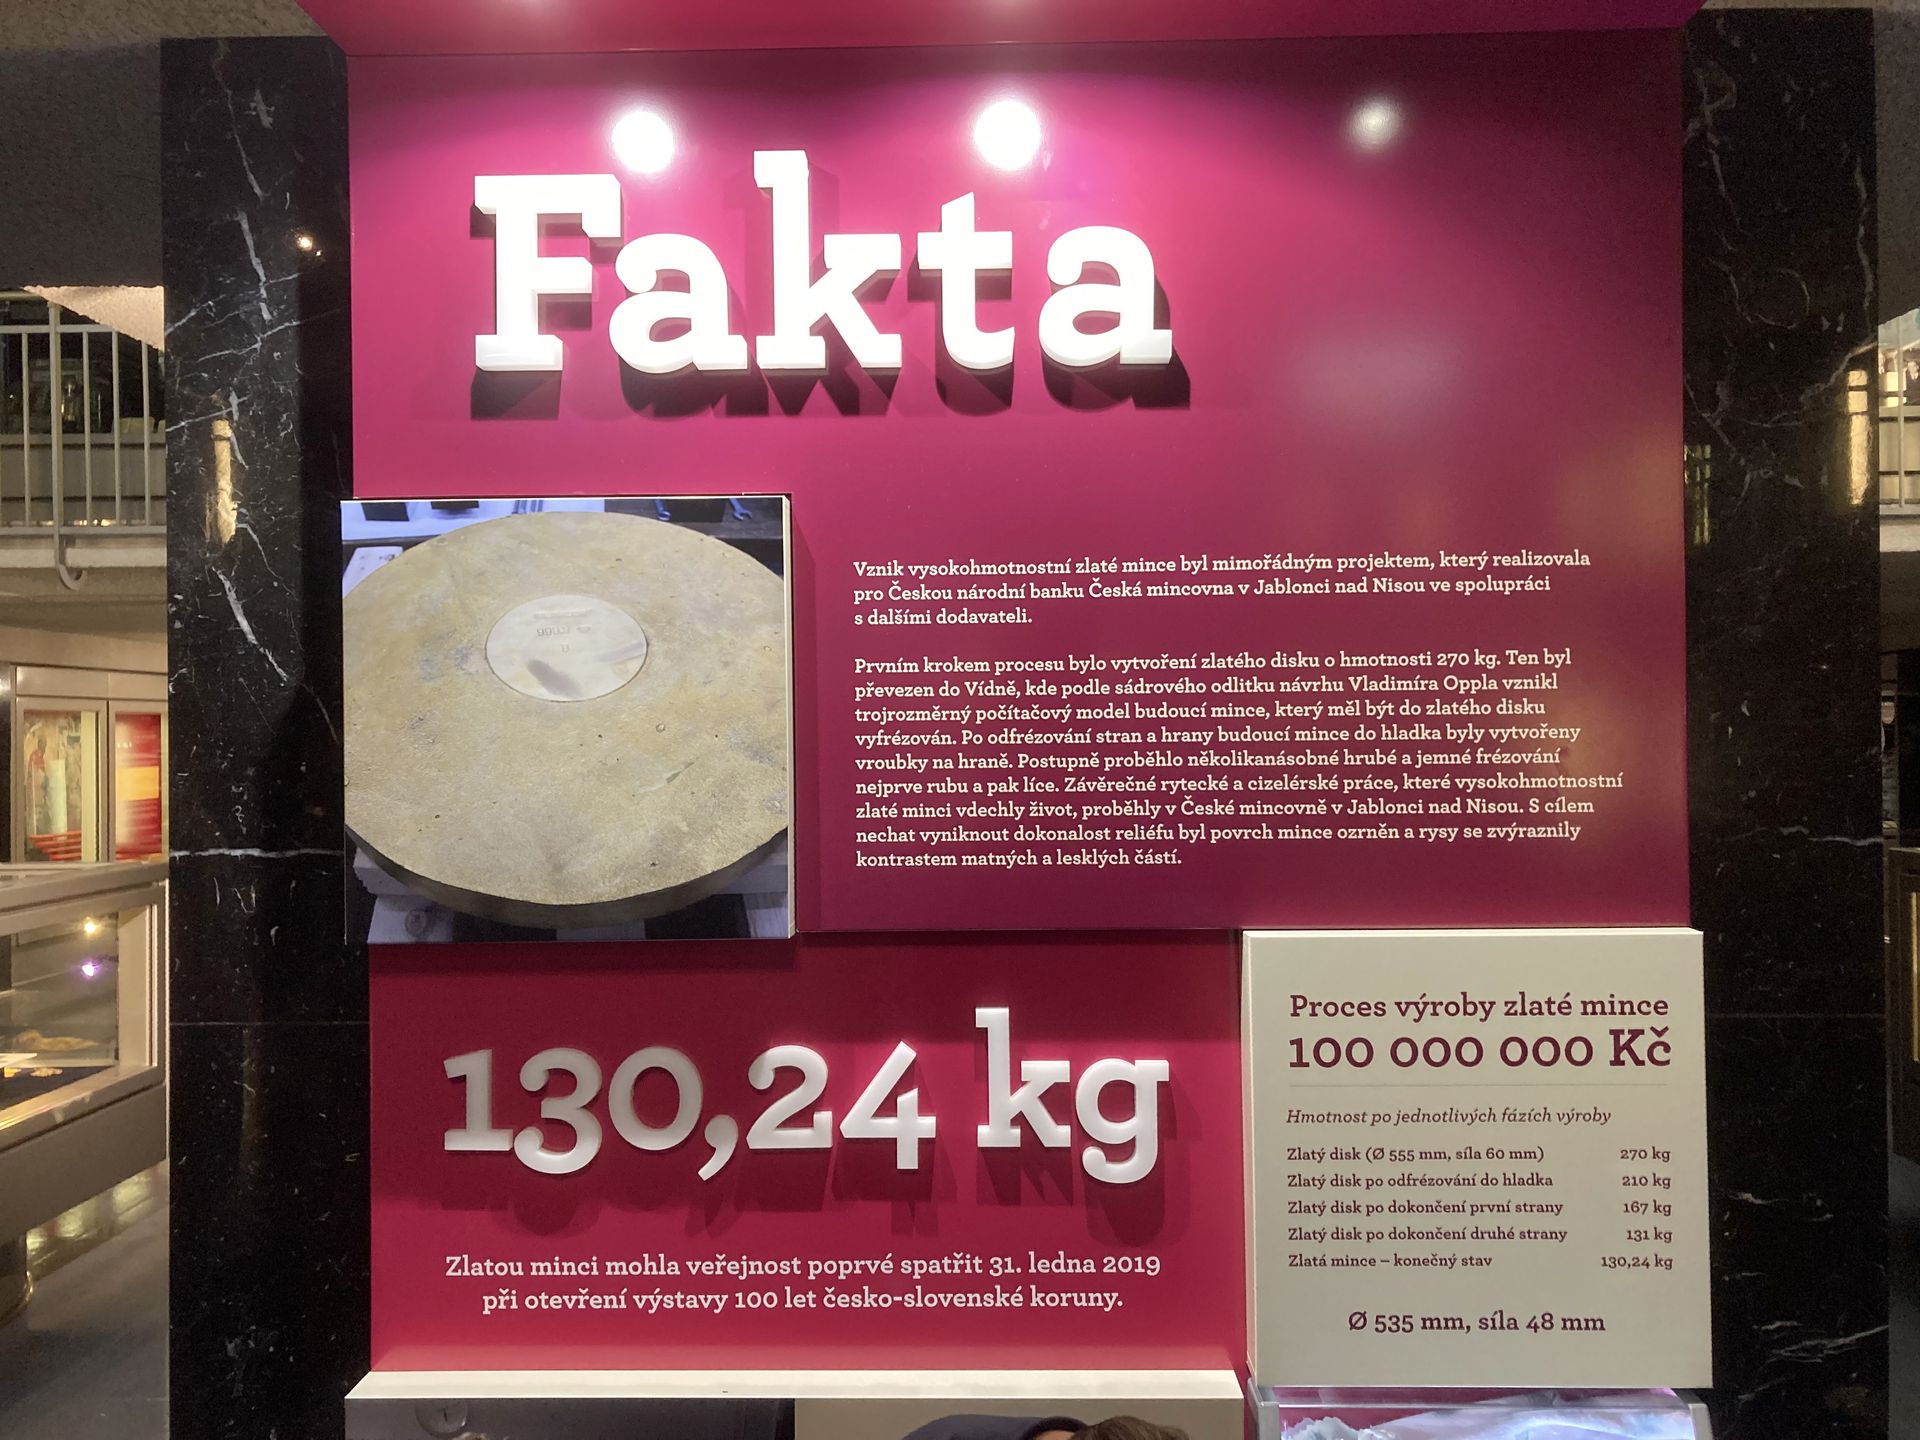 Fakta
Vznik vysokohmotnostní zlaté mince byl mimořádným projektem, který realizovala
pro Českou národní banku Česká mincovna v Jablonci nad Nisou ve spolupráci
s dalšími dodavateli.
Prvním krokem procesu bylo vytvoření zlatého disku o hmotnosti 270 kg. Ten byl
převezen do Vídně, kde podle sádrového odlitku návrhu Vladimíra Oppla vznikl
trojrozměrný počítačový model budoucí mince, který měl být do zlatého disku
vyfrézován. Po odfrézování stran a hrany budoucí mince do hladka byly vytvořeny
vroubky na hraně. Postupně proběhlo několikanásobné hrubé a jemné frézování
nejprve rubu a pak líce. Závěrečné rytecké a cizelérské práce, které vysokohmotnostní
zlaté minci vdechly život, proběhly v České mincovně v Jablonci nad Nisou. S cílem
nechat vyniknout dokonalost reliéfu byl povrch mince ozrněn a rysy se zvýraznily
kontrastem matných a lesklých částí.
130,24 kg
Zlatou minci mohla veřejnost poprvé spatřit 31. ledna 2019
při otevření výstavy 100 let česko-slovenské koruny.
Proces výroby zlaté mince
100 000 000 Kč
Hmotnost po jednotlivých fázích výroby
Zlatý disk (Ø 555 mm, síla 60 mm) 270 kg
Zlatý disk po odfrézování do hladka 210 kg
Zlatý disk po dokončení první strany 167 kg
Zlatý disk po dokončení druhé strany 131 kg
Zlatá mince – konečný stav 130,24 kg
Ø 535 mm, síla 48 mm